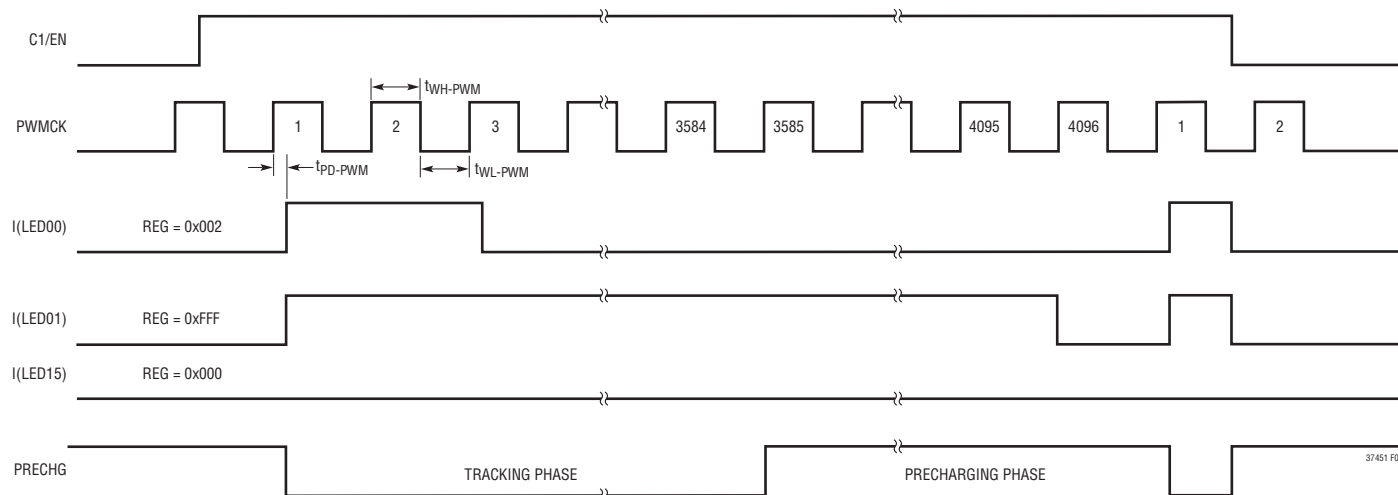 C1/EN
PWMCK
tWH-PWM
1 2 3 3584 3585 4095 4096 1 2
tPD-PWM
tWL-PWM
I(LED00) REG = 0x002
I(LED01) REG = 0xFFF
I(LED15) REG = 0x000
PRECHG TRACKING PHASE PRECHARGING PHASE
37451 F0